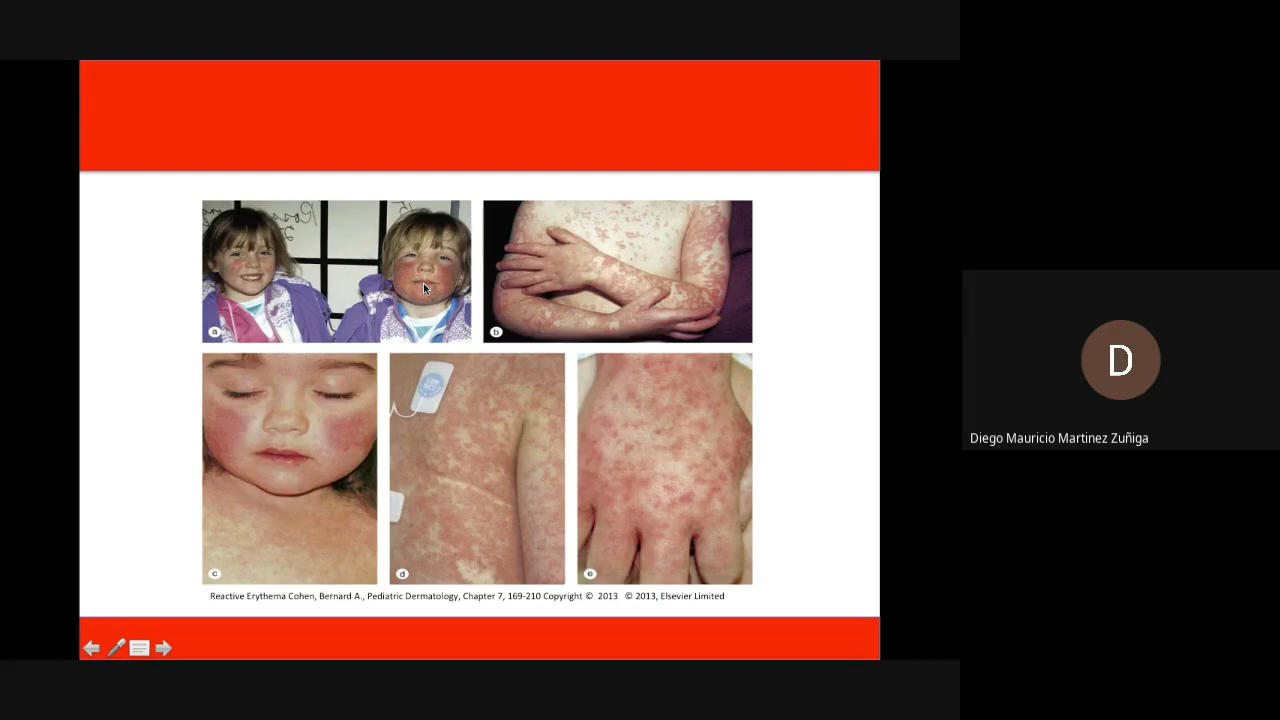 a
b
c
d
e
Reactive Erythema Cohen, Bernard A., Pediatric Dermatology, Chapter 7, 169-210 Copyright © 2013 © 2013, Elsevier Limited
D
Diego Mauricio Martinez Zuñiga